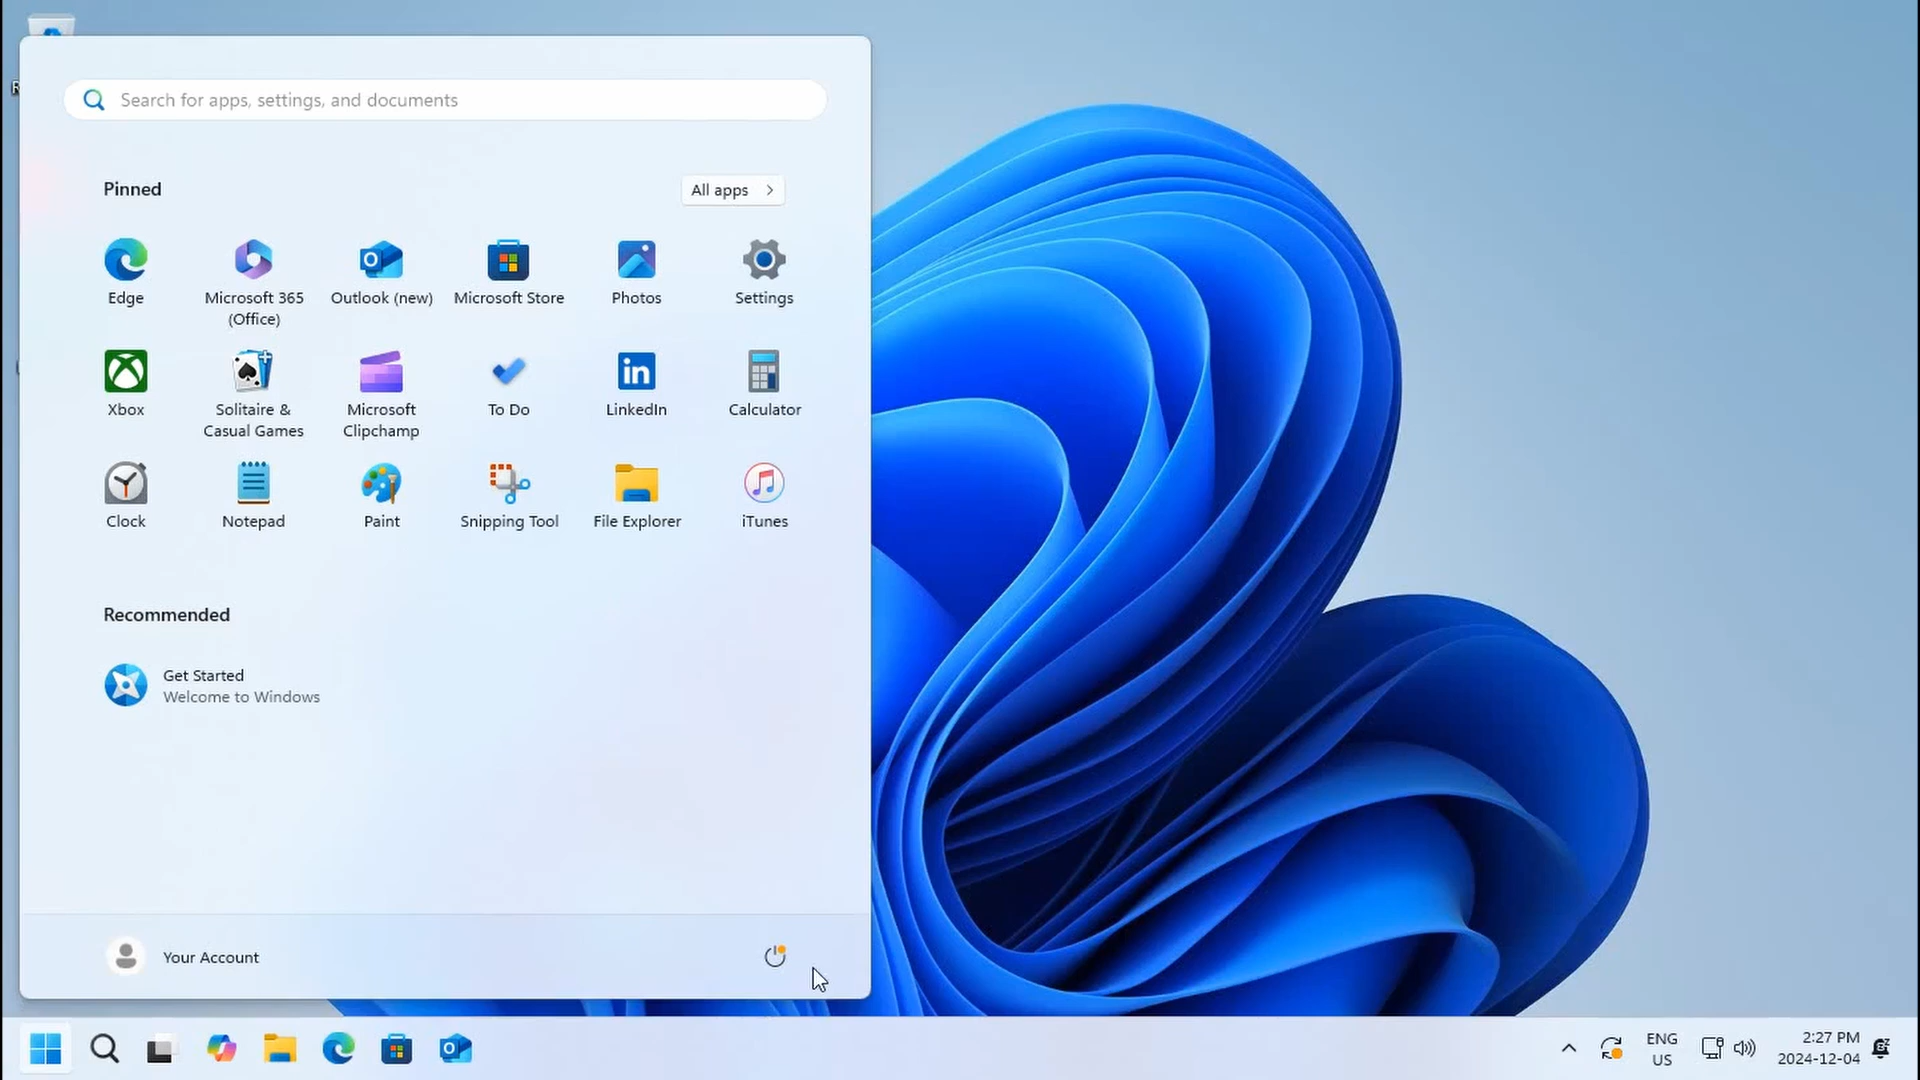 Search for apps, settings, and documents
Pinned
All apps
Edge
Microsoft 365
(Office)
Outlook (new)
Microsoft Store
Photos
Settings
Xbox
Solitaire &
Casual Games
Microsoft
Clipchamp
To Do
LinkedIn
Calculator
Clock
Notepad
Paint
Snipping Tool
File Explorer
iTunes
Recommended
Get Started
Welcome to Windows
Your Account
ENG
US
2:27 PM
2024-12-04